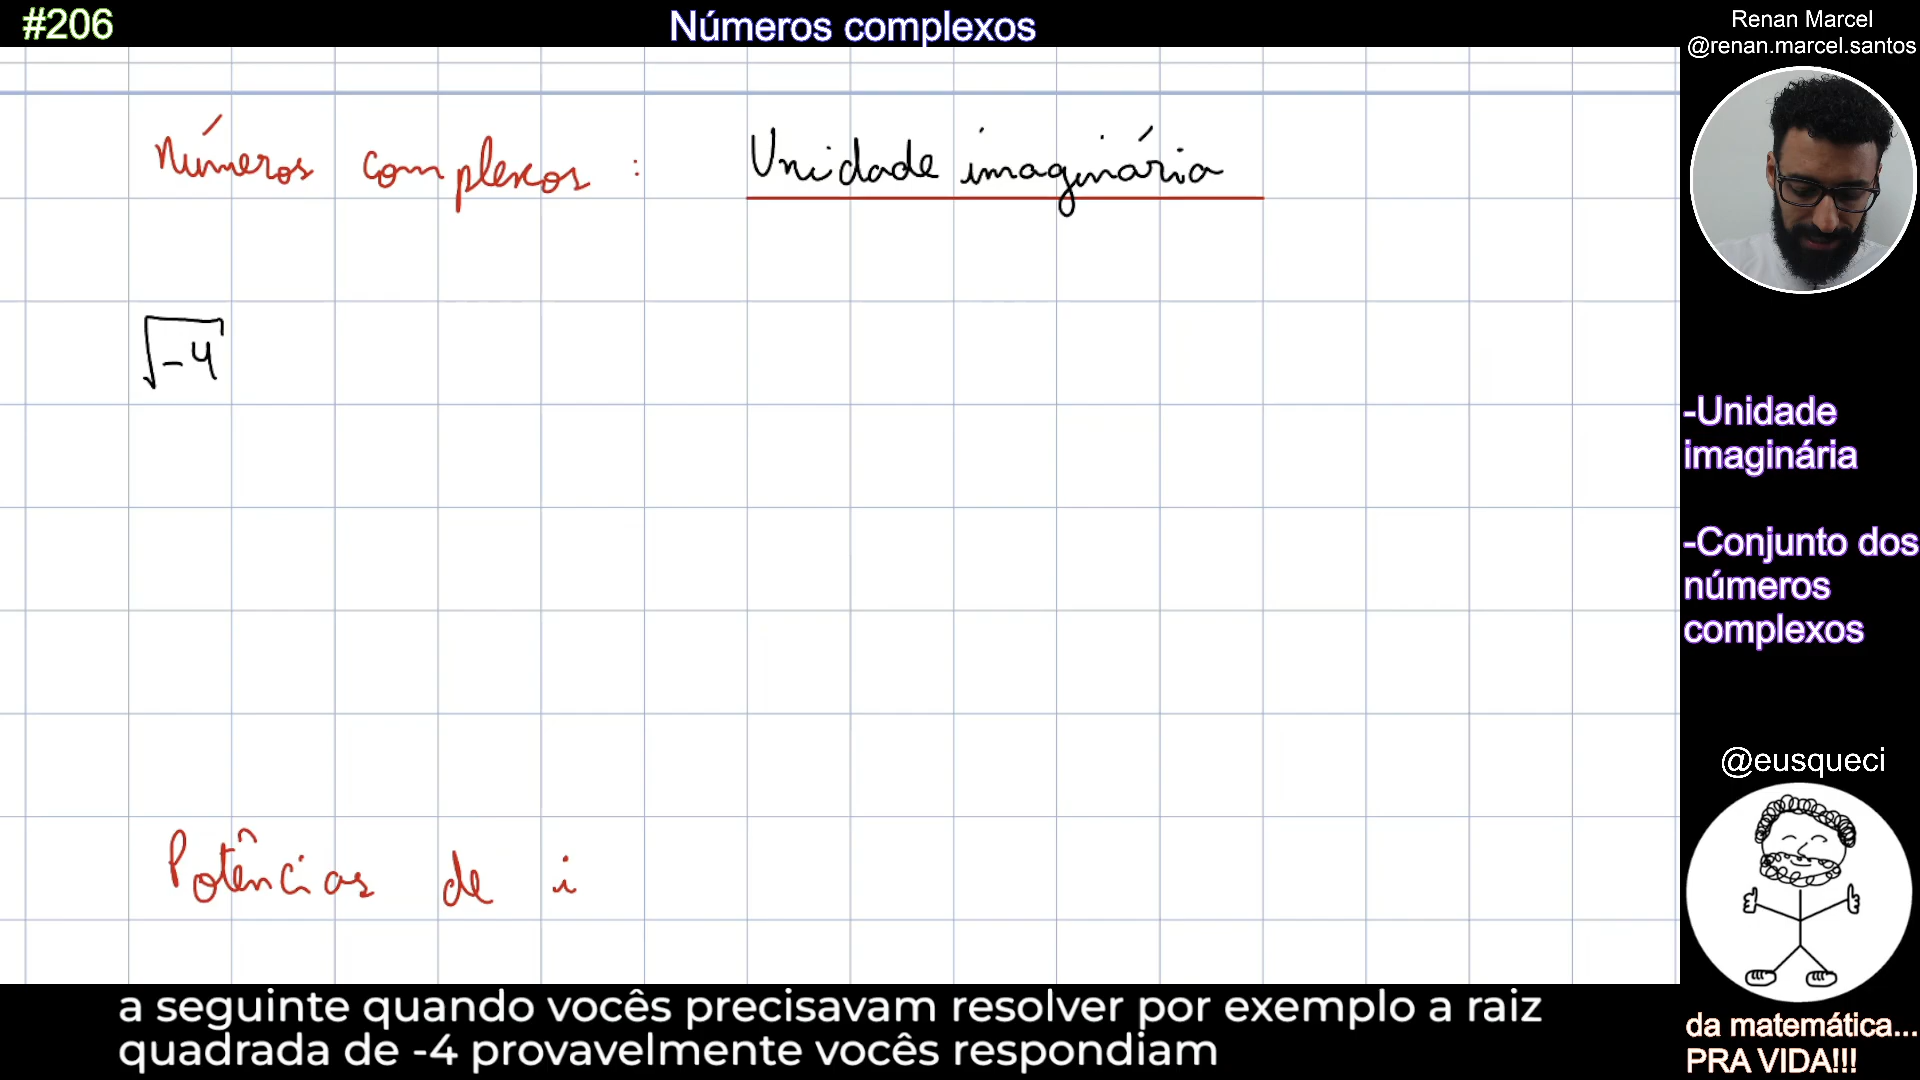 #206
Números complexos
Renan Marcel
@renan.marcel.santos
Números complexos : Unidade imaginária
√-4
-Unidade
imaginária
-Conjunto dos
números
complexos
@eusqueci
Potências de i
a seguinte quando vocês precisavam resolver por exemplo a raiz
quadrada de -4 provavelmente vocês respondiam
da matemática...
PRA VIDA!!!